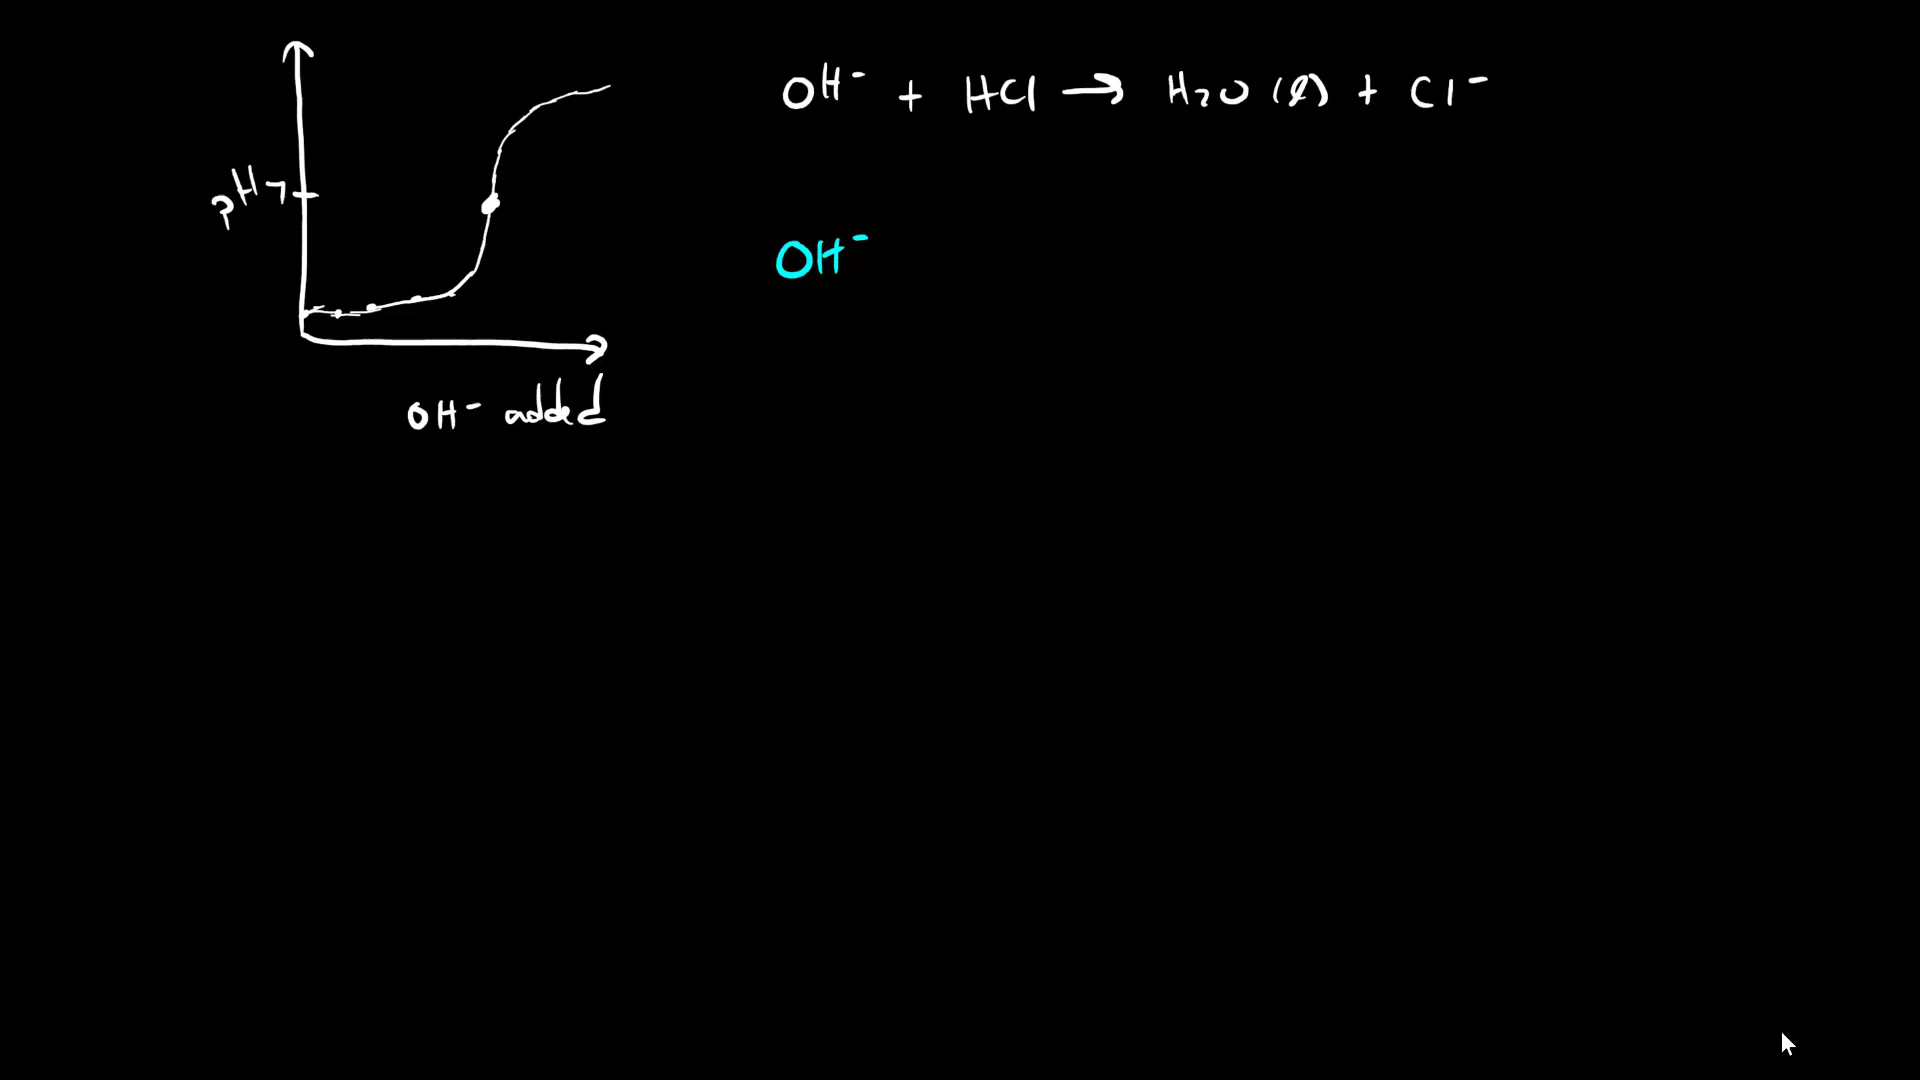 OH⁻ + HCl → H₂O (l) + Cl⁻
pH 7
OH⁻
OH⁻ added